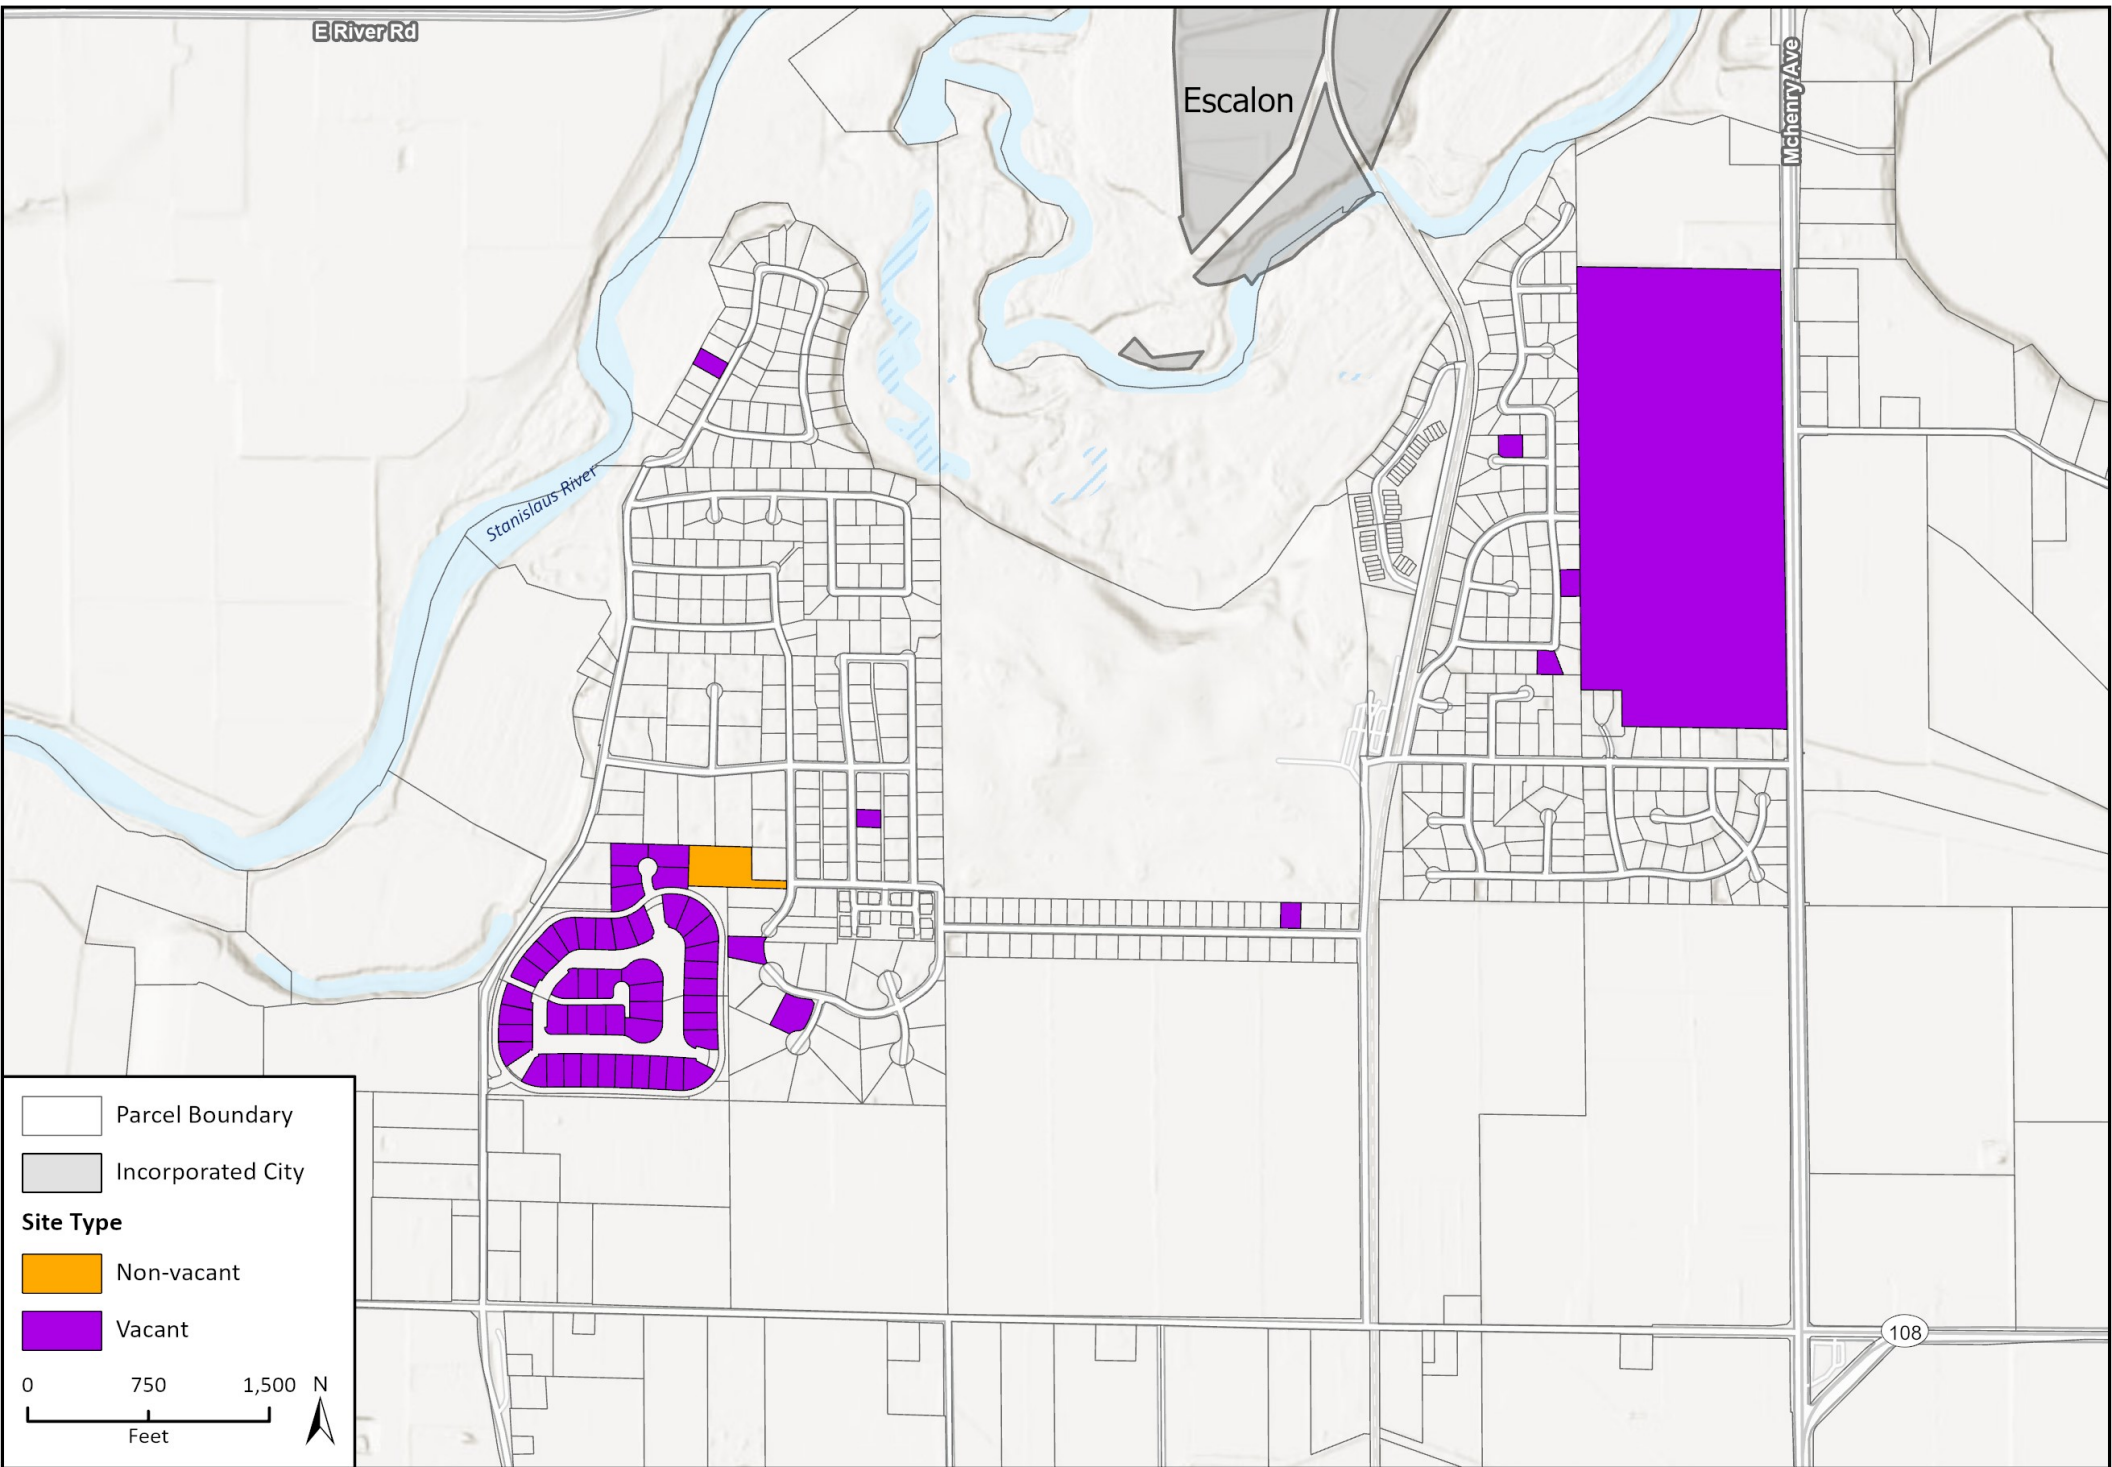 E River Rd
Mchenry Ave
Escalon
Stanislaus River
Parcel Boundary
Incorporated City
Site Type
Non-vacant
Vacant
0 750 1,500 N
Feet
108